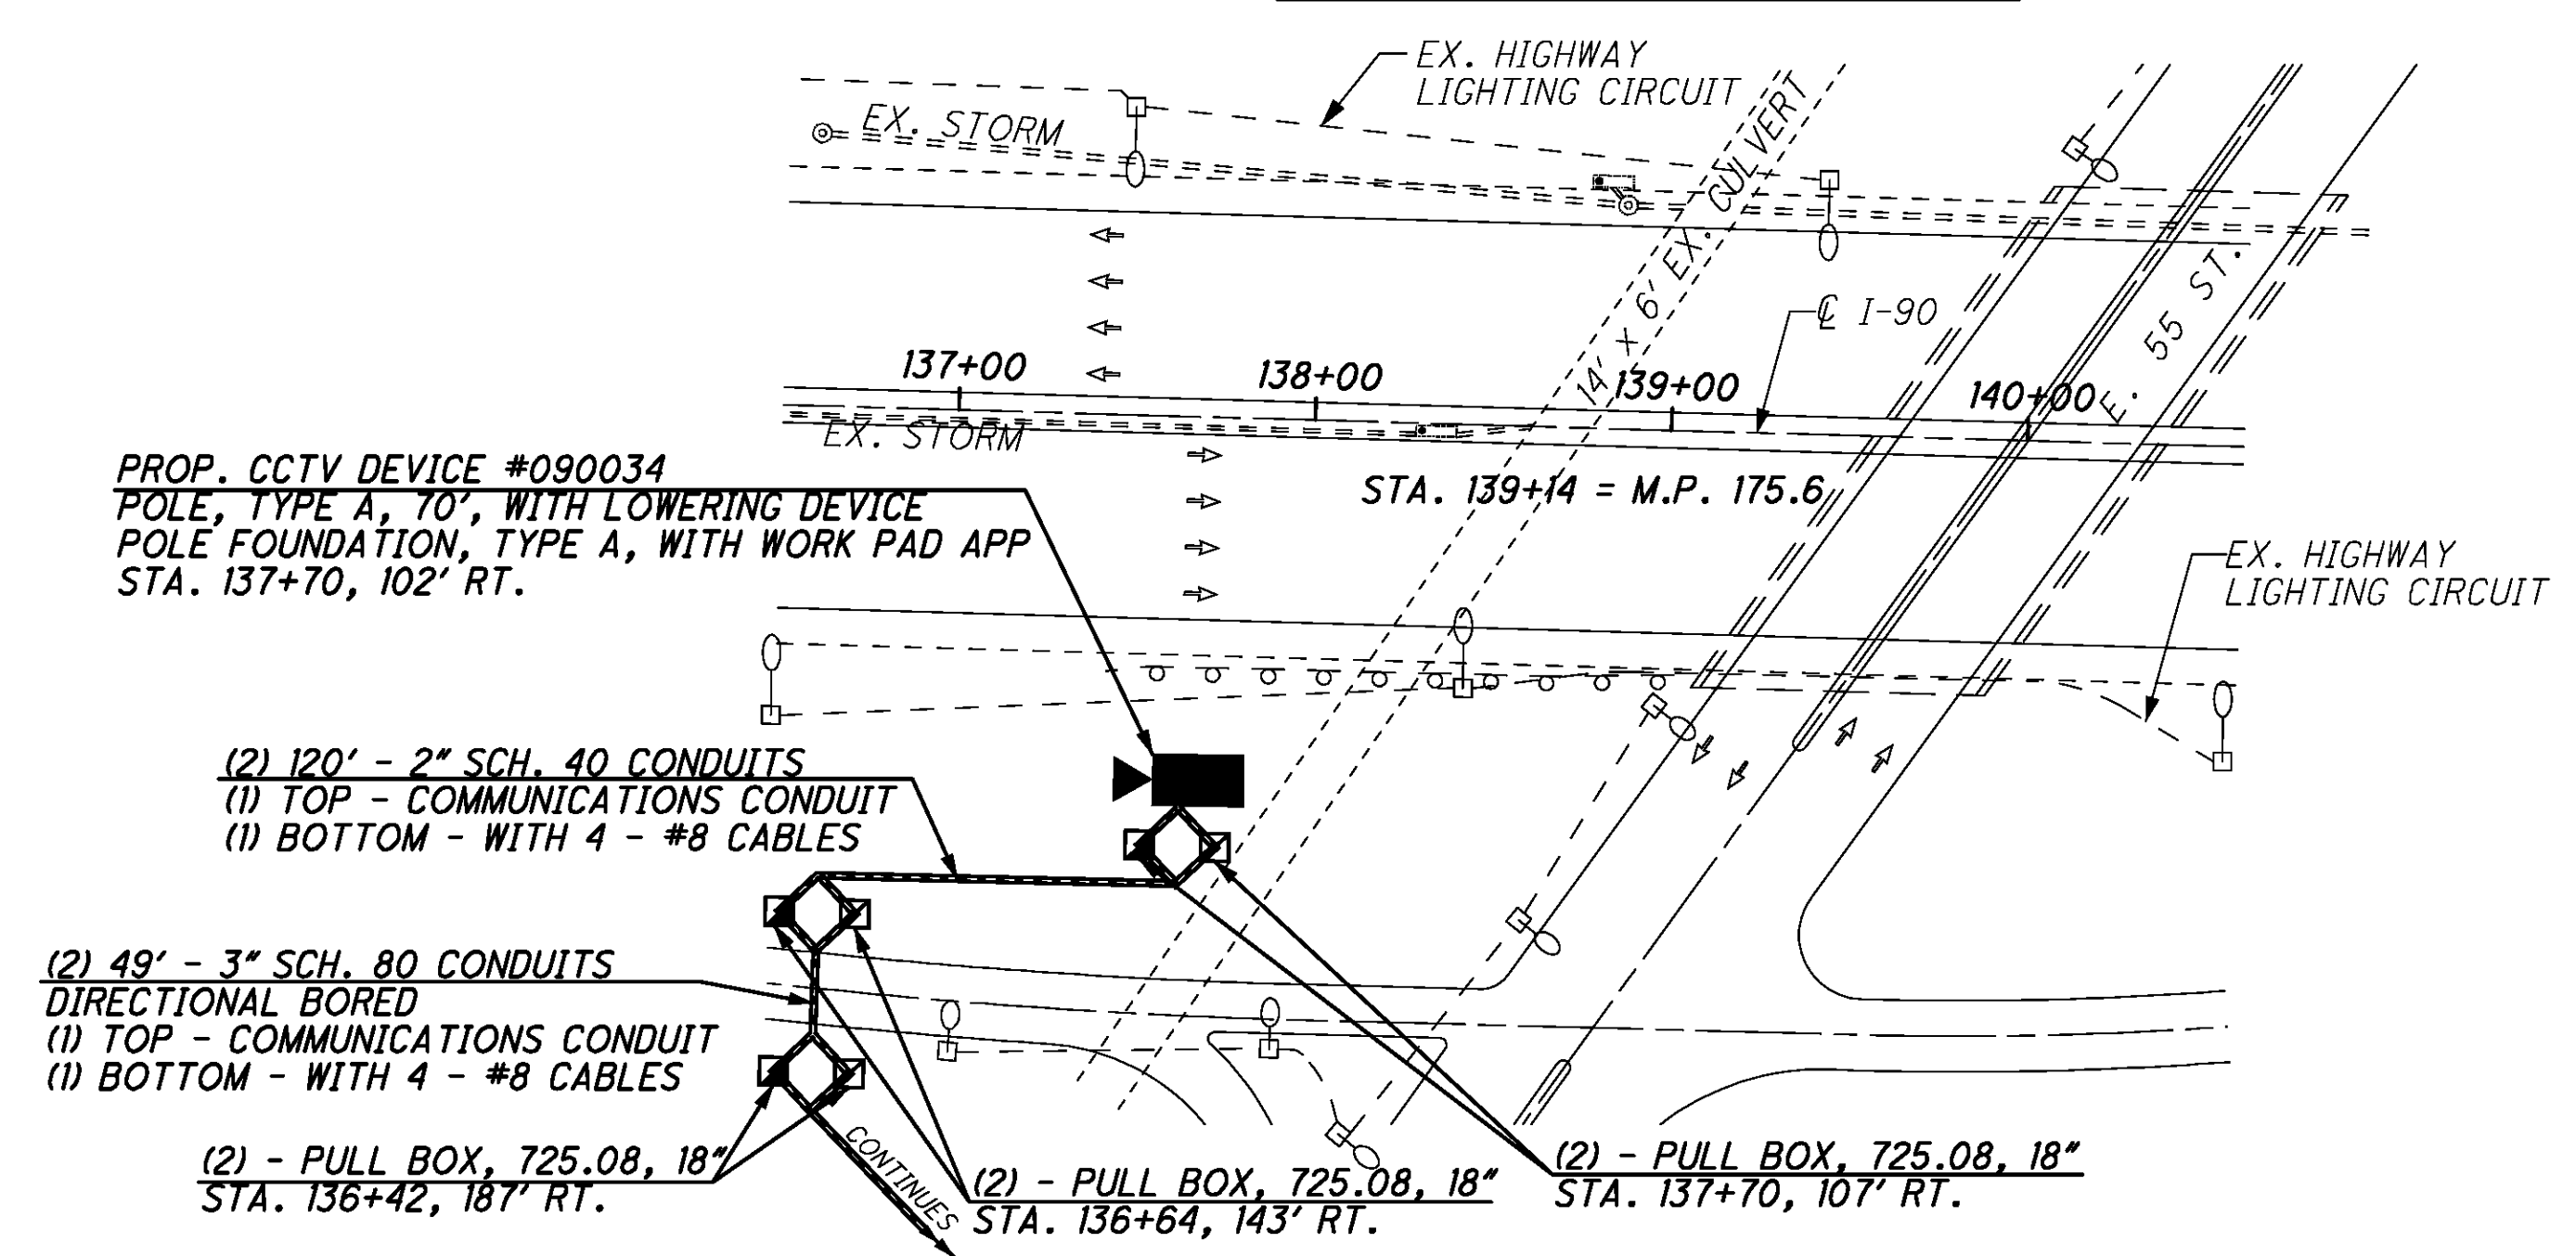 EX. HIGHWAY
LIGHTING CIRCUIT
EX. STORM
14' X 6' EX. CULVERT
E. 55 ST.
℄ I-90
137+00
138+00
139+00
140+00
EX. STORM
STA. 139+14 = M.P. 175.6
PROP. CCTV DEVICE #090034
POLE, TYPE A, 70', WITH LOWERING DEVICE
POLE FOUNDATION, TYPE A, WITH WORK PAD APP
STA. 137+70, 102' RT.
EX. HIGHWAY
LIGHTING CIRCUIT
(2) 120' - 2" SCH. 40 CONDUITS
(1) TOP - COMMUNICATIONS CONDUIT
(1) BOTTOM - WITH 4 - #8 CABLES
(2) 49' - 3" SCH. 80 CONDUITS
DIRECTIONAL BORED
(1) TOP - COMMUNICATIONS CONDUIT
(1) BOTTOM - WITH 4 - #8 CABLES
(2) - PULL BOX, 725.08, 18"
STA. 136+42, 187' RT.
CONTINUES
(2) - PULL BOX, 725.08, 18"
STA. 136+64, 143' RT.
(2) - PULL BOX, 725.08, 18"
STA. 137+70, 107' RT.